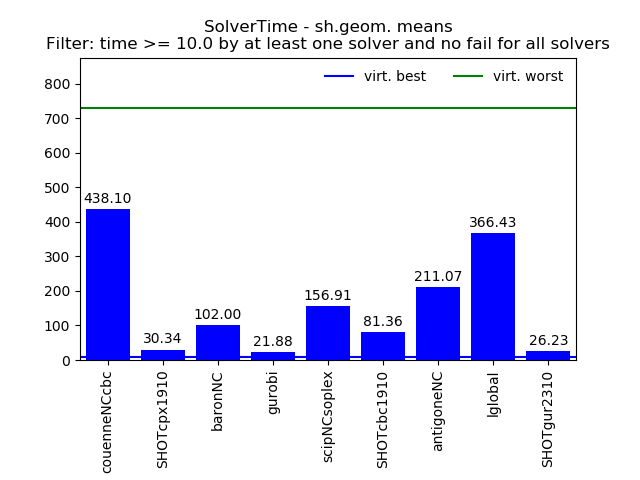 SolverTime - sh.geom. means
Filter: time >= 10.0 by at least one solver and no fail for all solvers
virt. best
virt. worst
800
700
600
500
400
300
200
100
0
438.10
30.34
102.00
21.88
156.91
81.36
211.07
366.43
26.23
couenneNCcbc
SHOTcpx1910
baronNC
gurobi
scipNCsoplex
SHOTcbc1910
antigoneNC
lglobal
SHOTgur2310